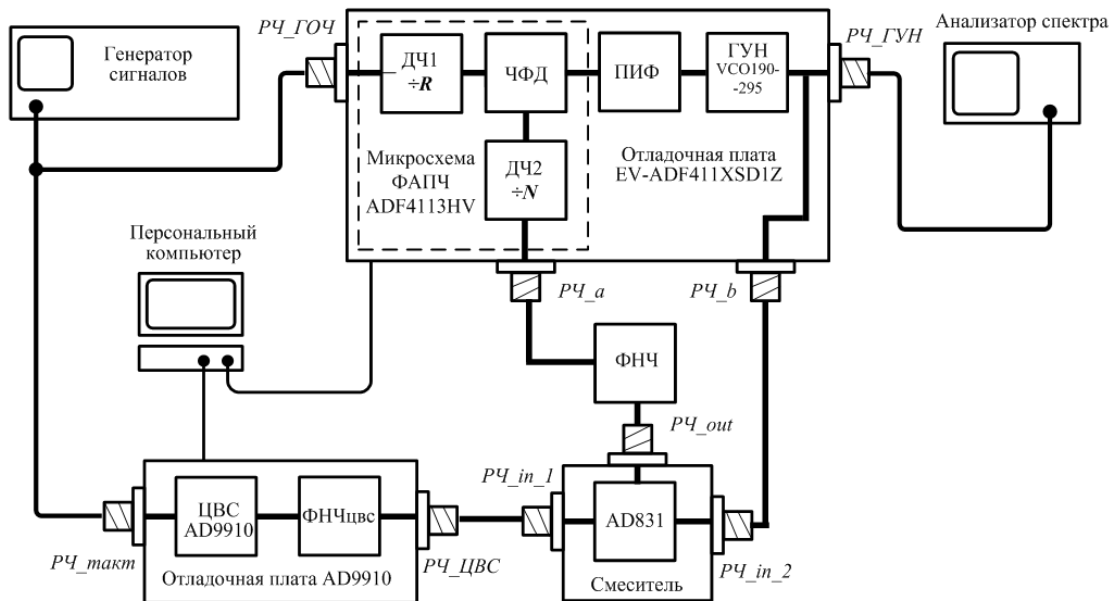 Генератор
сигналов
РЧ_ГОЧ
ДЧ1
÷R
ЧФД
ПИФ
ГУН
VCO190-
-295
РЧ_ГУН
Анализатор спектра
Микросхема
ФАПЧ
ADF4113HV
ДЧ2
÷N
Отладочная плата
EV-ADF411XSD1Z
Персональный
компьютер
РЧ_a
РЧ_b
ФНЧ
РЧ_out
РЧ_in_1
ЦВС
AD9910
ФНЧцвс
AD831
РЧ_такт
Отладочная плата AD9910
РЧ_ЦВС
Смеситель
РЧ_in_2